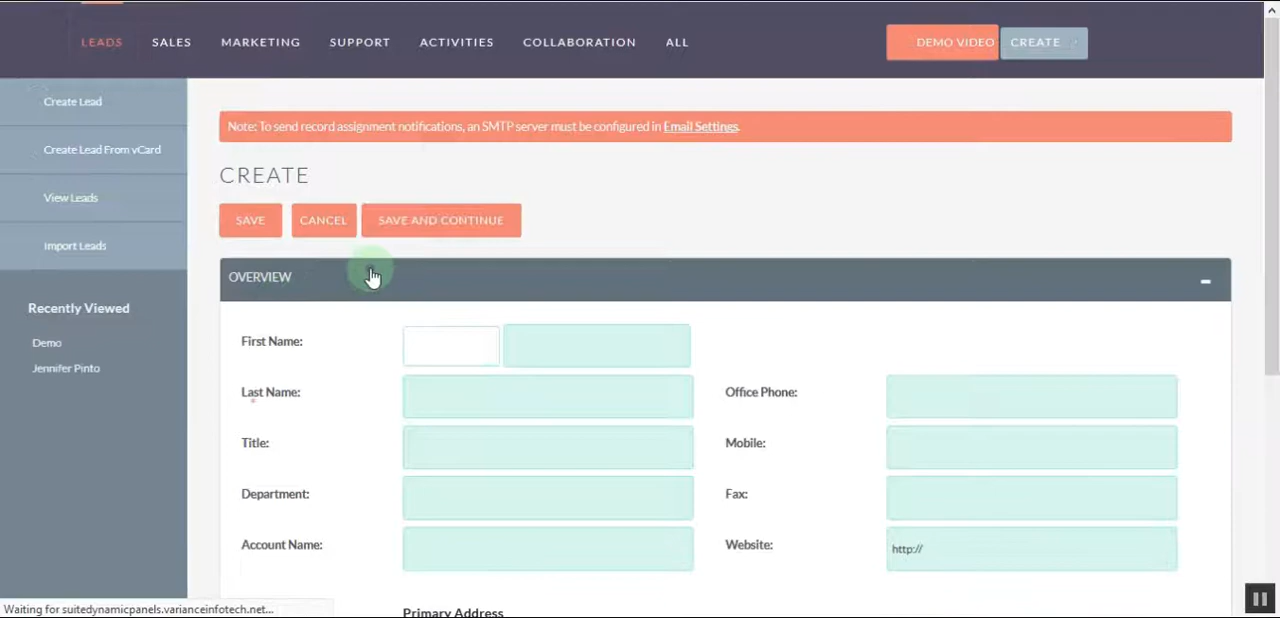 LEADS SALES MARKETING SUPPORT ACTIVITIES COLLABORATION ALL DEMO VIDEO CREATE
Create Lead
Create Lead From vCard
View Leads
Import Leads
Recently Viewed
Demo
Jennifer Pinto
Note: To send record assignment notifications, an SMTP server must be configured in Email Settings.
CREATE
SAVE CANCEL SAVE AND CONTINUE
OVERVIEW
First Name:
Last Name: Office Phone:
*
Title: Mobile:
Department: Fax:
Account Name: Website: http://
Primary Address
Waiting for suitedynamicpanels.varianceinfotech.net...